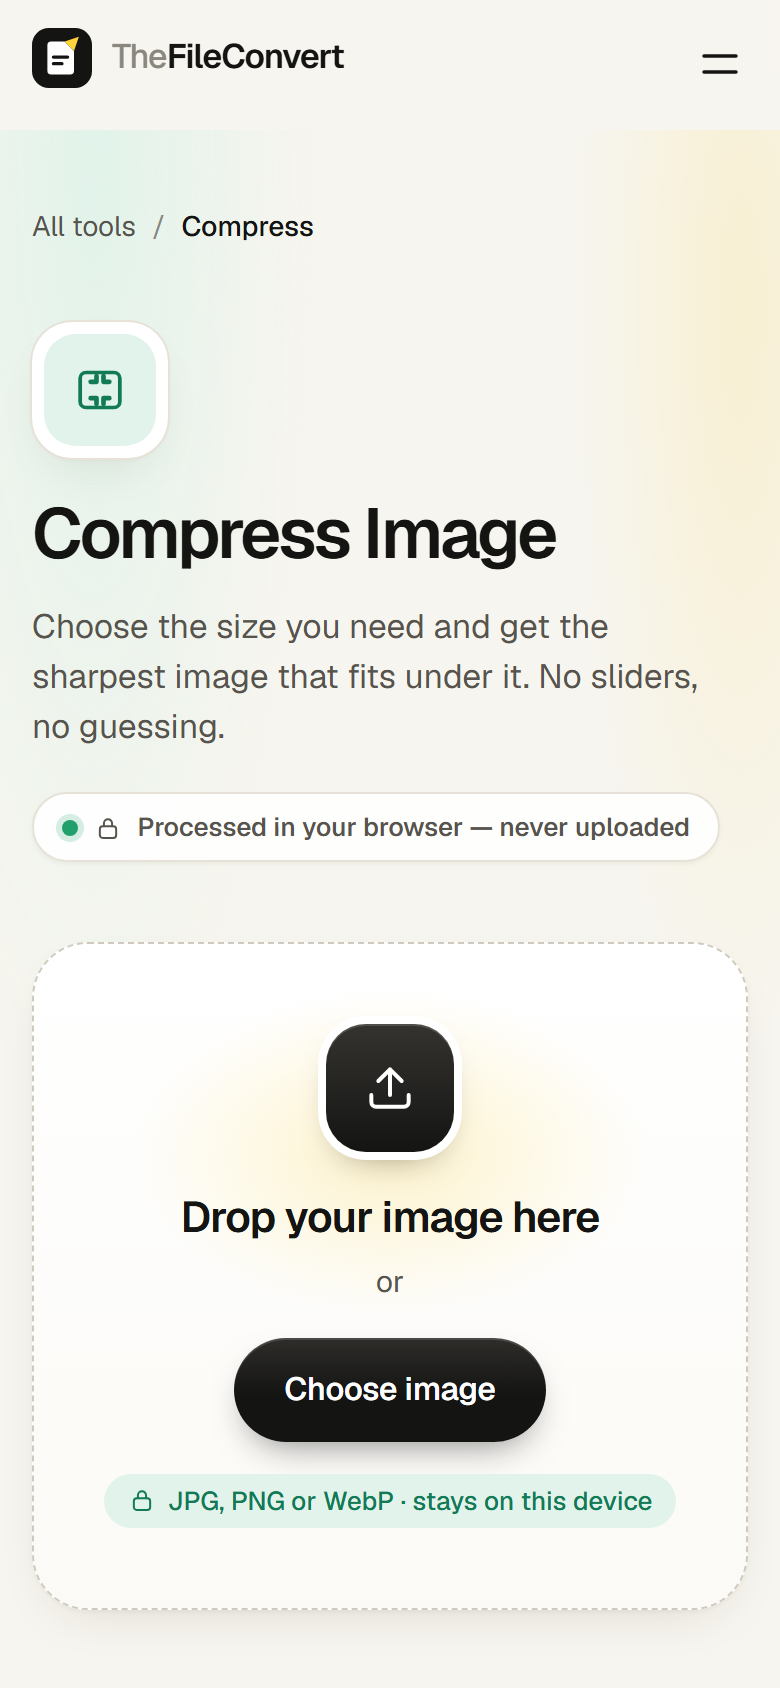 TheFileConvert
All tools / Compress
Compress Image
Choose the size you need and get the
sharpest image that fits under it. No sliders,
no guessing.
Processed in your browser — never uploaded
Drop your image here
or
Choose image
JPG, PNG or WebP · stays on this device